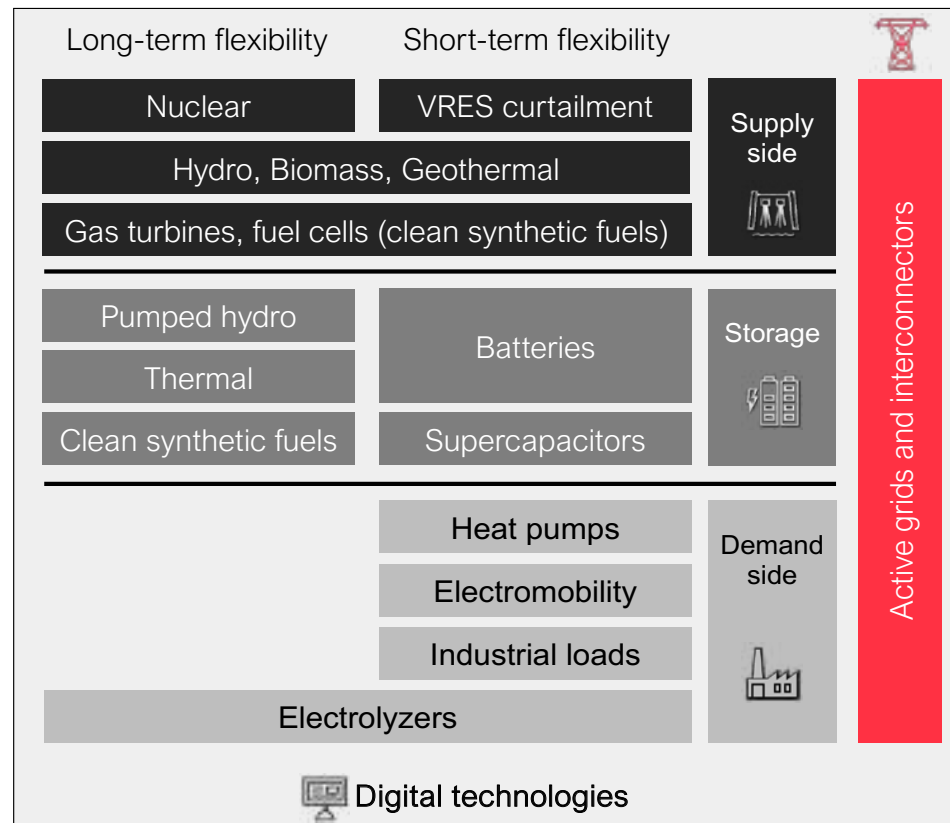 Long-term flexibility
Short-term flexibility
Nuclear
VRES curtailment
Supply
side
Hydro, Biomass, Geothermal
Gas turbines, fuel cells (clean synthetic fuels)
Pumped hydro
Batteries
Storage
Thermal
Clean synthetic fuels
Supercapacitors
Heat pumps
Demand
side
Electromobility
Industrial loads
Electrolyzers
Active grids and interconnectors
Digital technologies